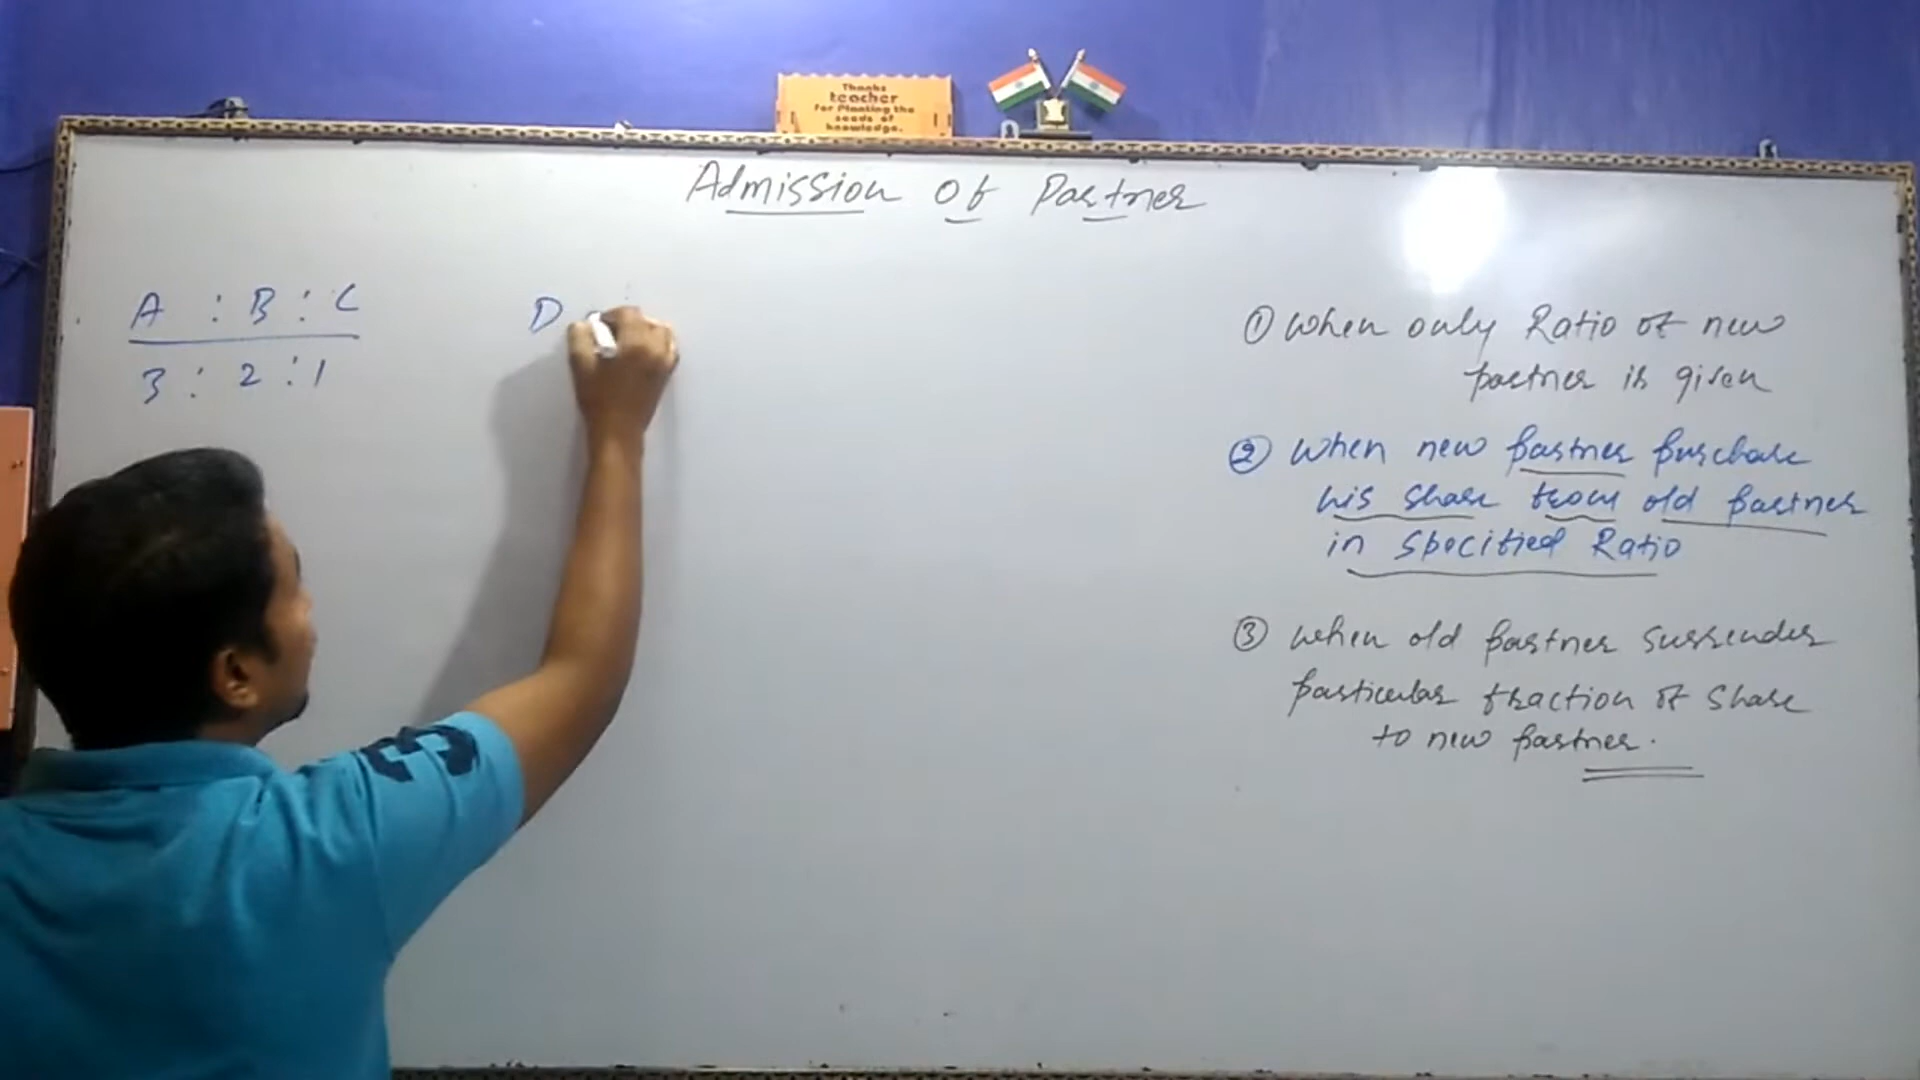 Thanks
teacher
for Planting the
seeds of
knowledge.
Admission of Partner
A : B : C
3 : 2 : 1
D
① When only Ratio of new
partner is given
② When new partner purchase
his share from old partner
in specified Ratio
③ when old partner surrender
particular fraction of share
to new partner.